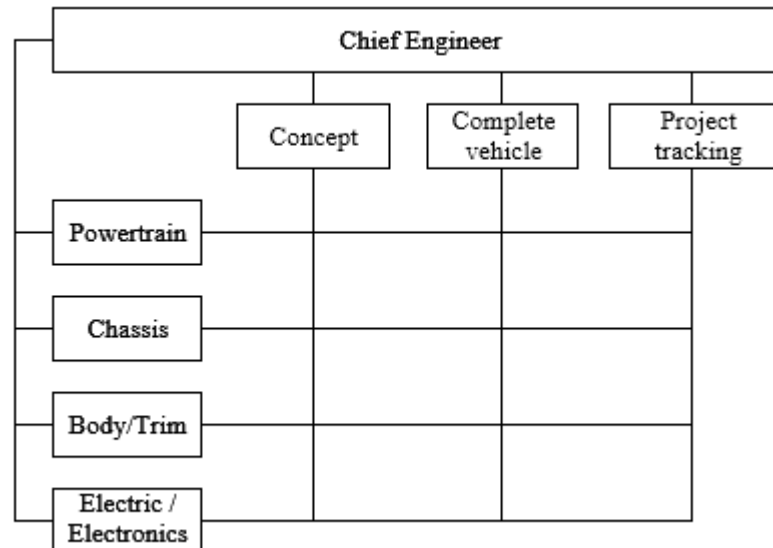 Chief Engineer
Concept
Complete
vehicle
Project
tracking
Powertrain
Chassis
Body/Trim
Electric /
Electronics